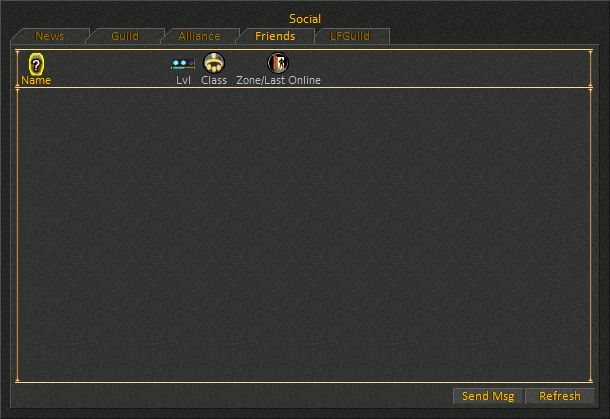 Social
News Guild Alliance Friends LFGuild
?
Name Lvl Class Zone/Last Online
Send Msg Refresh